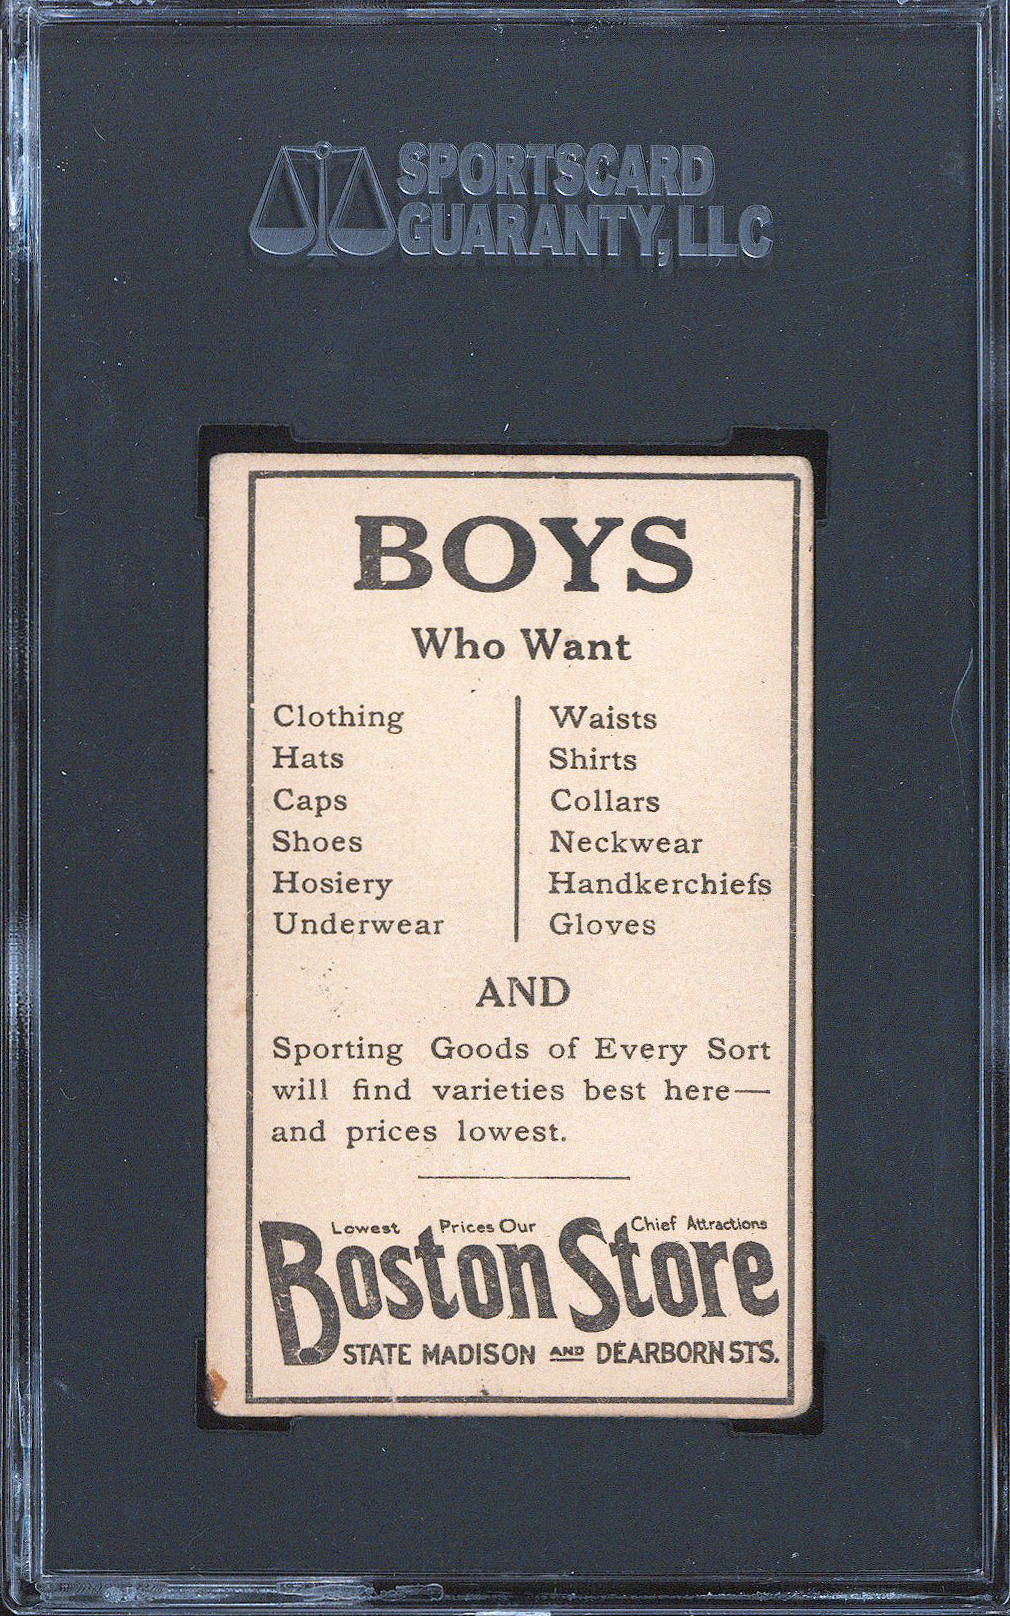 SPORTSCARD
GUARANTY, LLC
BOYS
Who Want
Clothing
Hats
Caps
Shoes
Hosiery
Underwear
Waists
Shirts
Collars
Neckwear
Handkerchiefs
Gloves
AND
Sporting Goods of Every Sort
will find varieties best here—
and prices lowest.
Lowest Prices Our Chief Attractions
Boston Store
STATE MADISON AND DEARBORN STS.